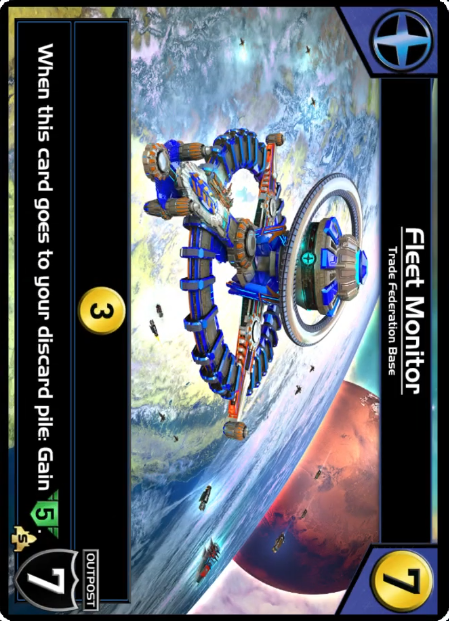 Fleet Monitor
7
Trade Federation Base
3
When this card goes to your discard pile: Gain 5.
OUTPOST
7
S